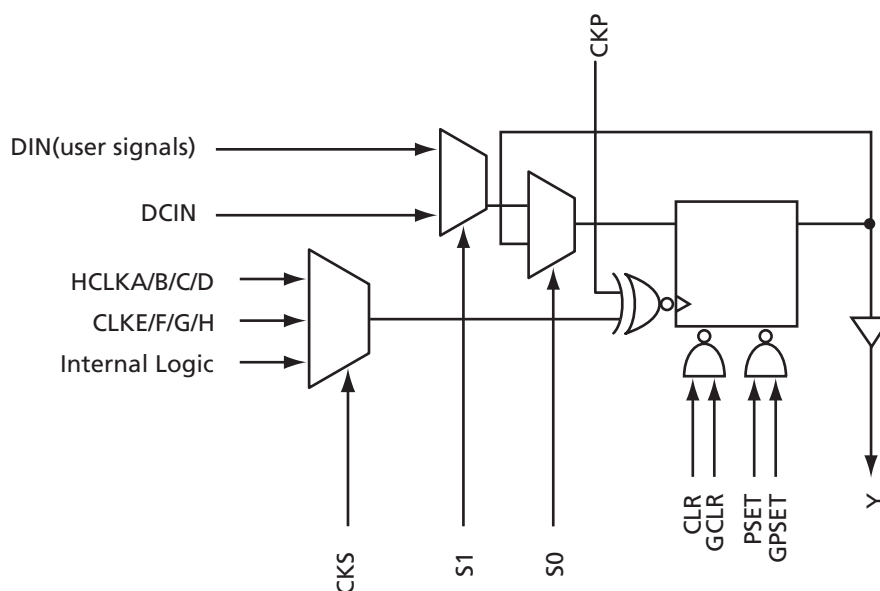 CKP
DIN(user signals)
DCIN
HCLKA/B/C/D
CLKE/F/G/H
Internal Logic
CKS
S1
S0
CLR
GCLR
PSET
GPSET
Y